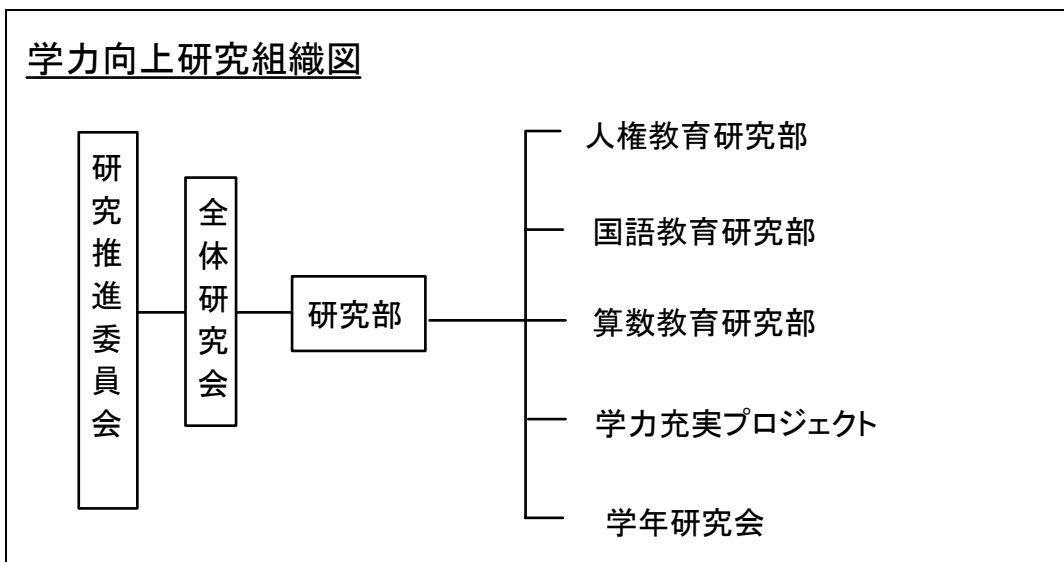 学力向上研究組織図
研究推進委員会
全体研究会
研究部
人権教育研究部
国語教育研究部
算数教育研究部
学力充実プロジェクト
学年研究会